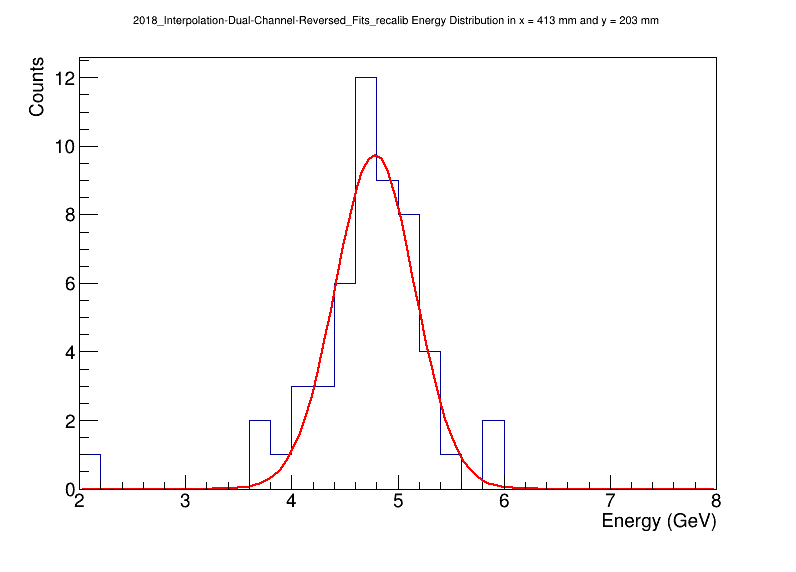 2018_Interpolation-Dual-Channel-Reversed_Fits_recalib Energy Distribution in x = 413 mm and y = 203 mm
Counts
12
10
8
6
4
2
0
2 3 4 5 6 7 8
Energy (GeV)